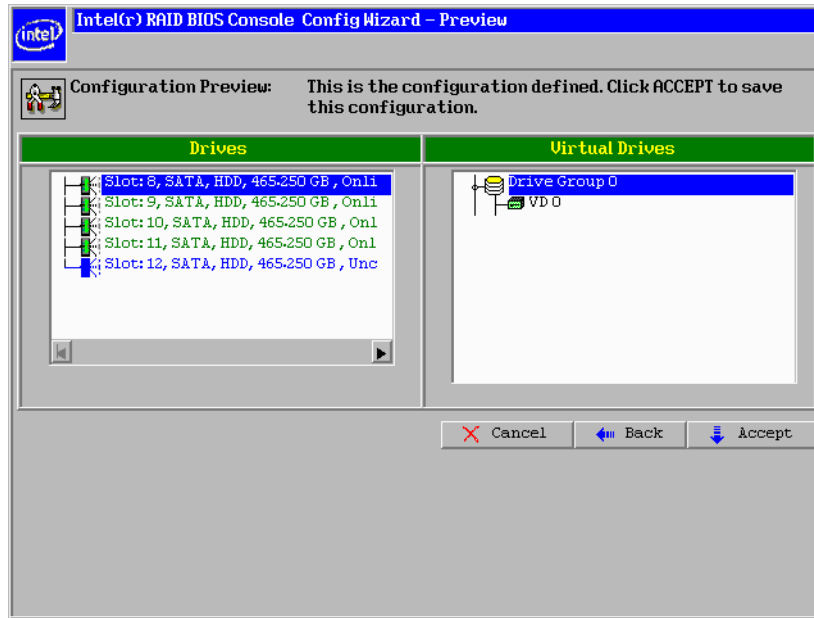 intel
Intel(r) RAID BIOS Console Config Wizard – Preview
Configuration Preview: This is the configuration defined. Click ACCEPT to save
this configuration.
Drives
Slot: 8, SATA, HDD, 465.250 GB , Onli
Slot: 9, SATA, HDD, 465.250 GB , Onli
Slot: 10, SATA, HDD, 465.250 GB , Onl
Slot: 11, SATA, HDD, 465.250 GB , Onl
Slot: 12, SATA, HDD, 465.250 GB , Unc
Virtual Drives
Drive Group 0
VD 0
Cancel
Back
Accept